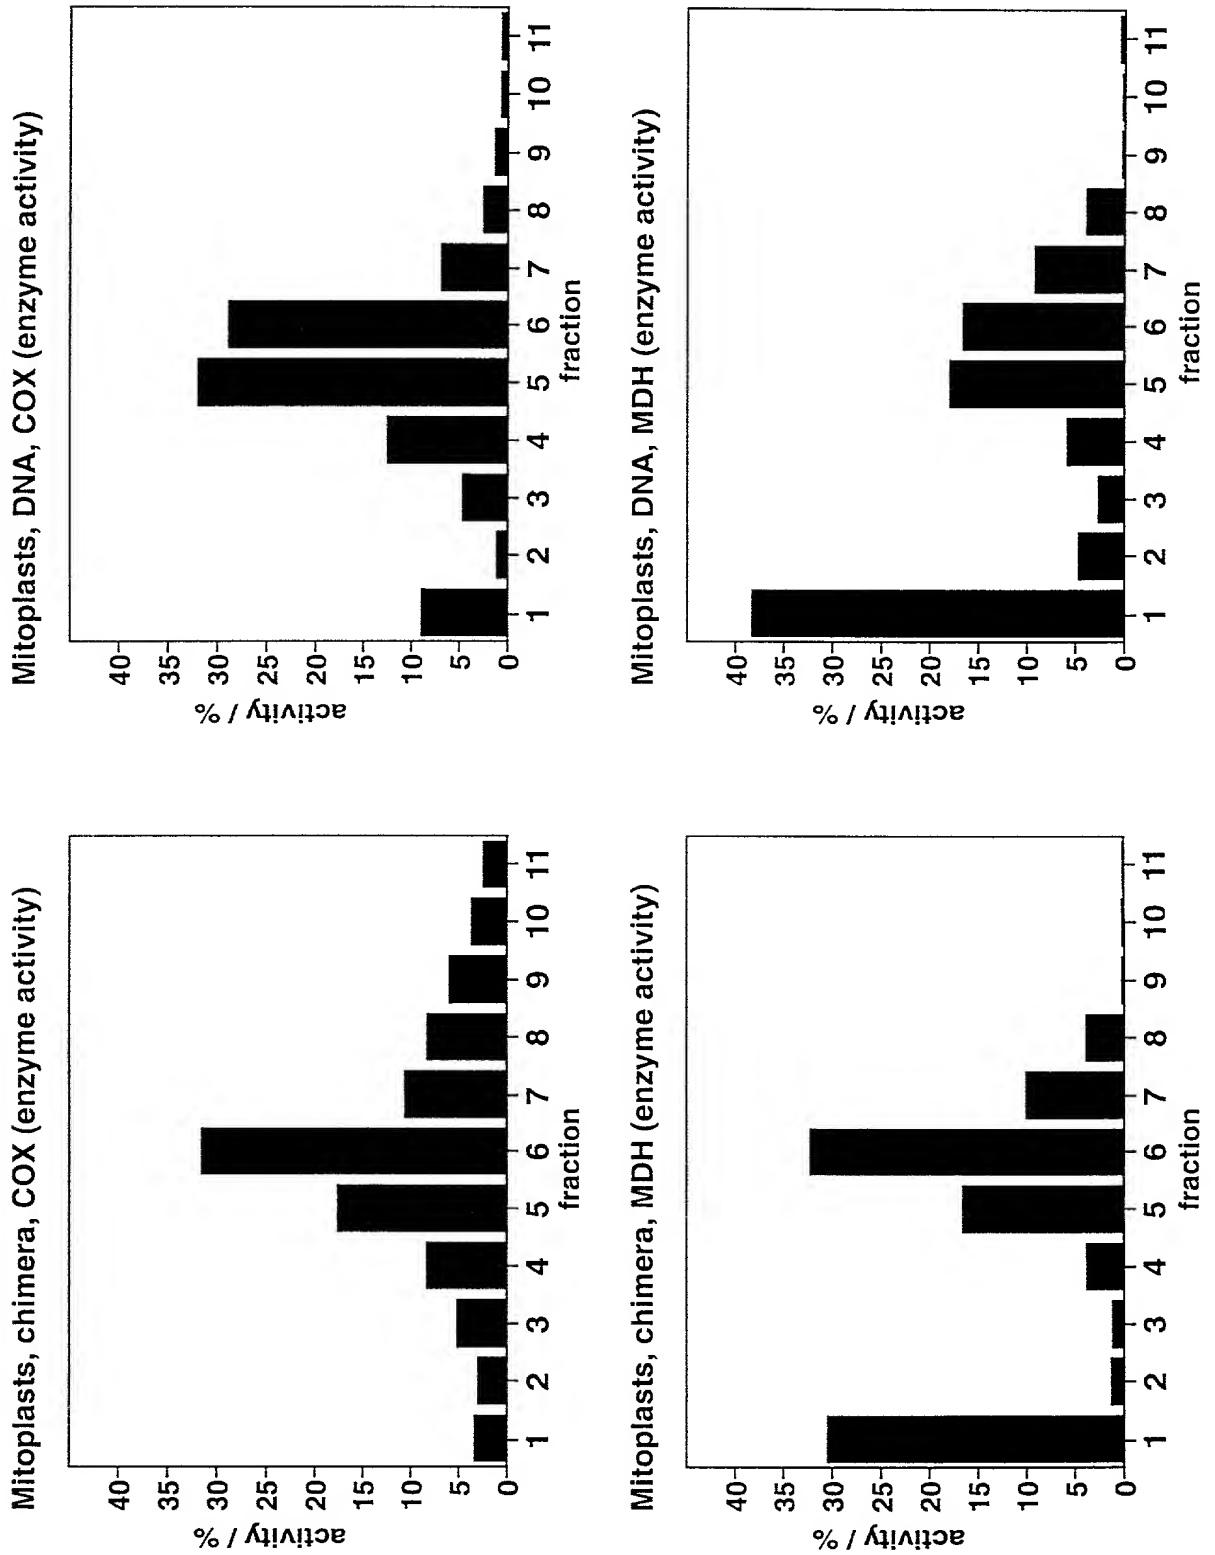 Mitoplasts, chimera, COX (enzyme activity)
activity / %
40
35
30
25
20
15
10
5
0
1 2 3 4 5 6 7 8 9 10 11
fraction
Mitoplasts, DNA, COX (enzyme activity)
activity / %
40
35
30
25
20
15
10
5
0
1 2 3 4 5 6 7 8 9 10 11
fraction
Mitoplasts, chimera, MDH (enzyme activity)
activity / %
40
35
30
25
20
15
10
5
0
1 2 3 4 5 6 7 8 9 10 11
fraction
Mitoplasts, DNA, MDH (enzyme activity)
activity / %
40
35
30
25
20
15
10
5
0
1 2 3 4 5 6 7 8 9 10 11
fraction